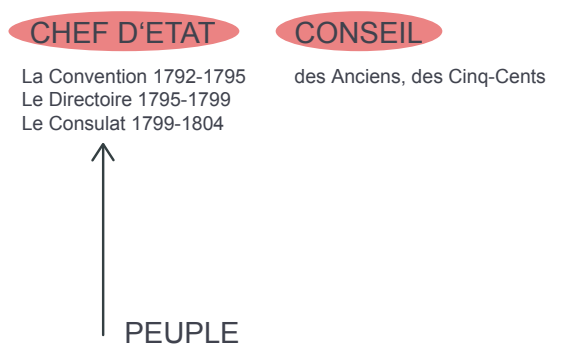 CHEF D‘ETAT
CONSEIL
La Convention 1792-1795
Le Directoire 1795-1799
Le Consulat 1799-1804
des Anciens, des Cinq-Cents
PEUPLE